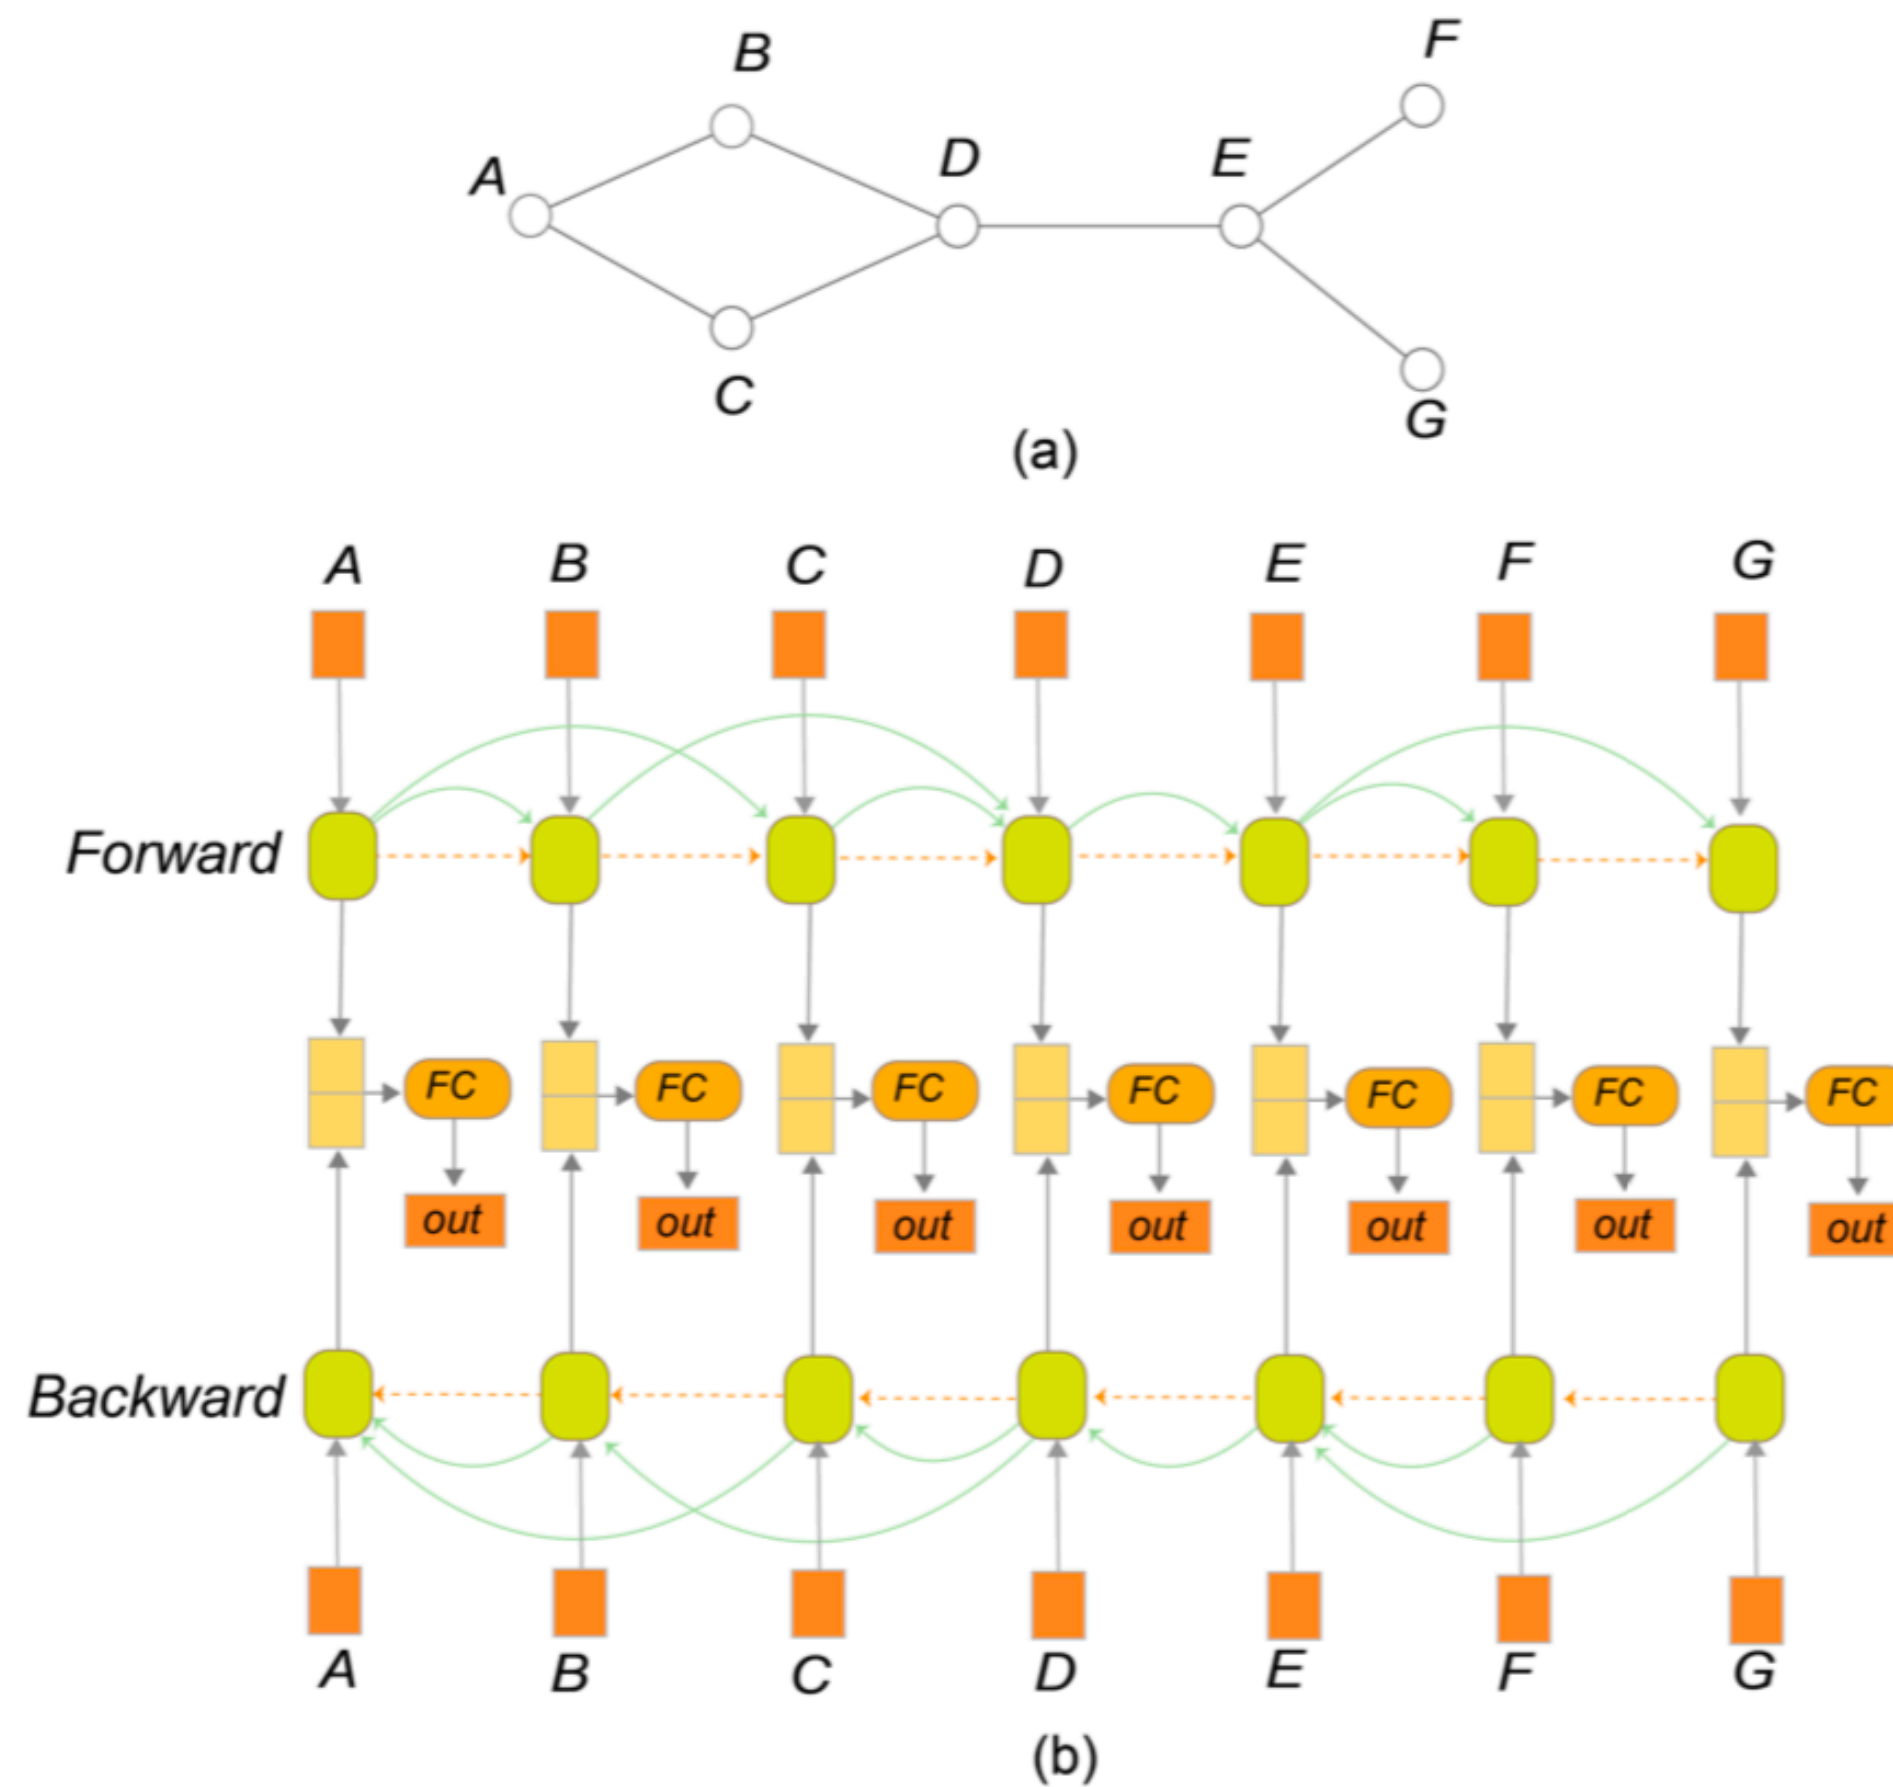 B
F
A
D
E
C
G
(a)
A B C D E F G
Forward
FC FC FC FC FC FC FC
out out out out out out out
Backward
A B C D E F G
(b)